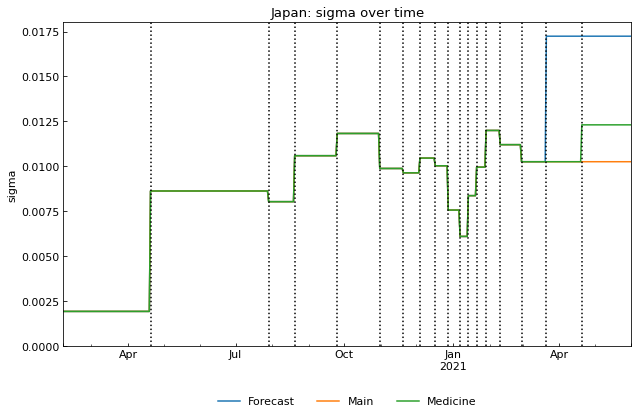 Japan: sigma over time
0.0175
0.0150
0.0125
0.0100
0.0075
0.0050
0.0025
0.0000
sigma
Apr Jul Oct Jan Apr
2021
Forecast Main Medicine